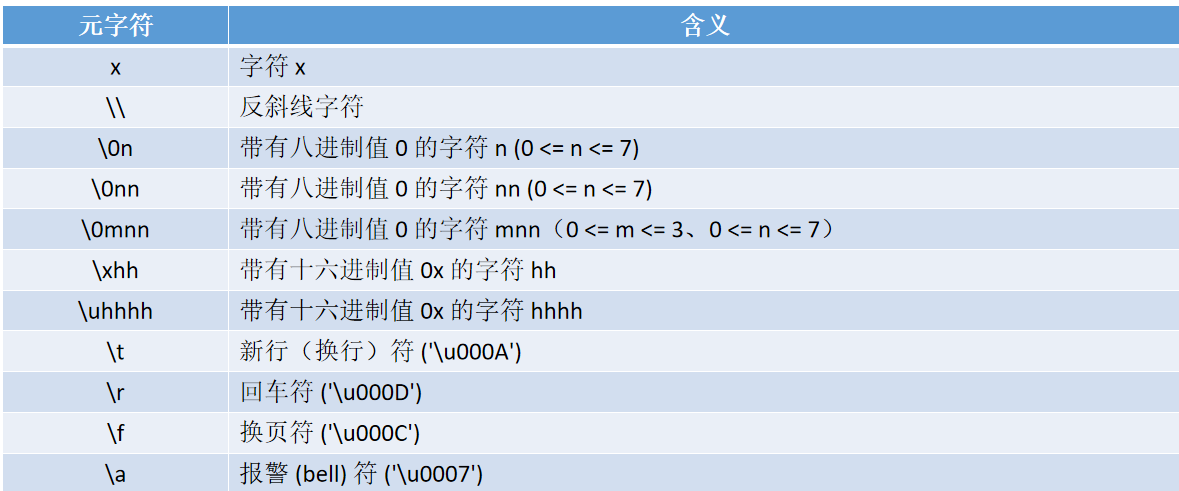 元字符 含义
x 字符 x
\\ 反斜线字符
\0n 带有八进制值 0 的字符 n (0 <= n <= 7)
\0nn 带有八进制值 0 的字符 nn (0 <= n <= 7)
\0mnn 带有八进制值 0 的字符 mnn（0 <= m <= 3、0 <= n <= 7）
\xhh 带有十六进制值 0x 的字符 hh
\uhhhh 带有十六进制值 0x 的字符 hhhh
\t 新行（换行）符 ('\u000A')
\r 回车符 ('\u000D')
\f 换页符 ('\u000C')
\a 报警 (bell) 符 ('\u0007')